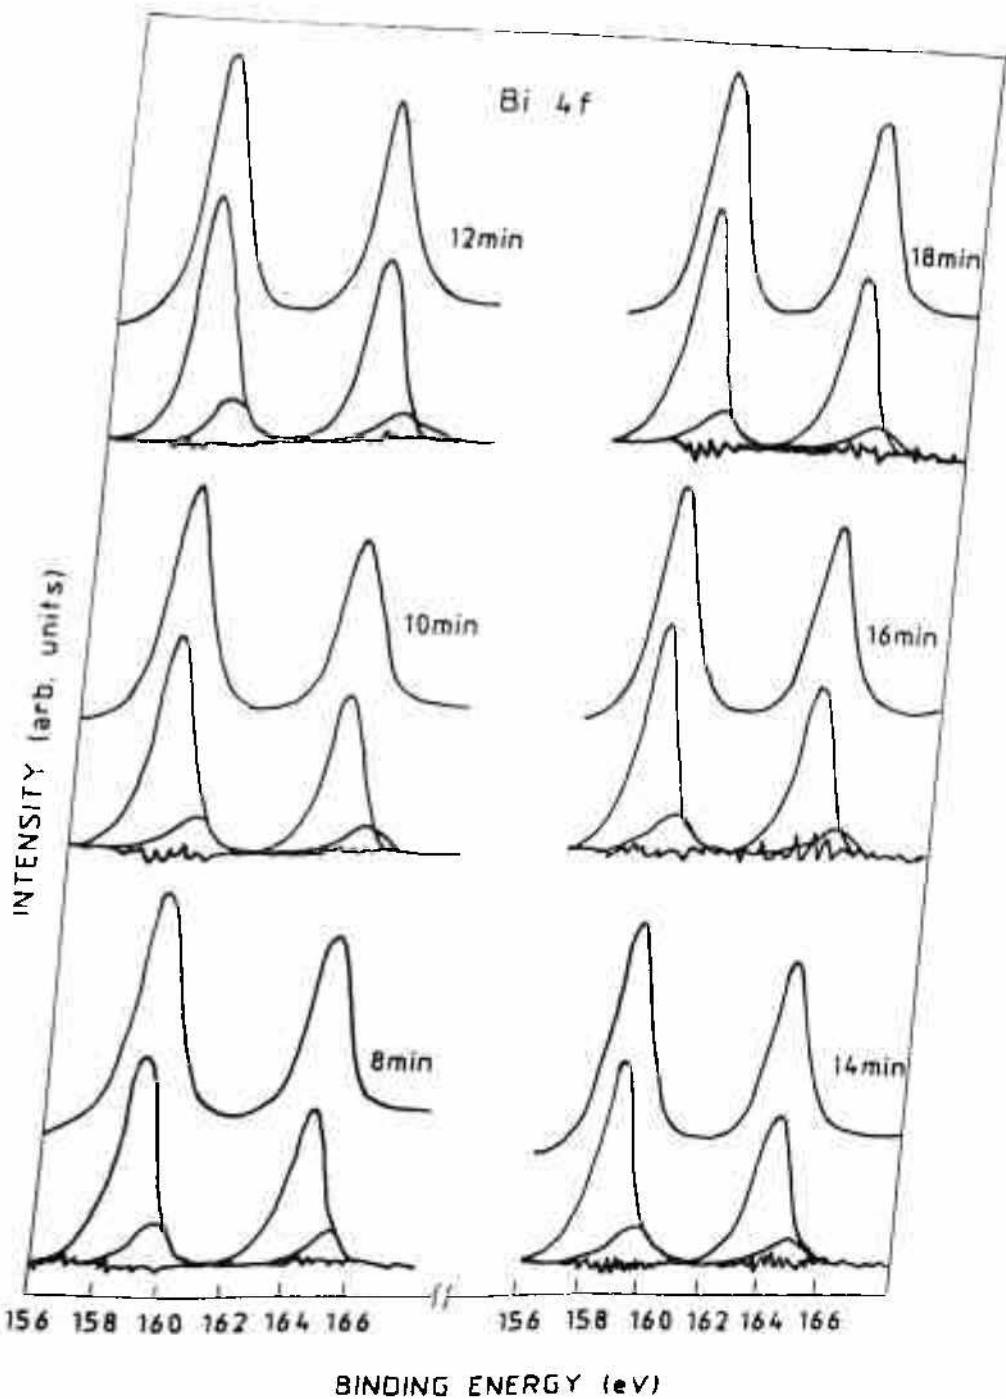 Bi 4f
12min
18min
10min
16min
8min
14min
INTENSITY (arb. units)
156 158 160 162 164 166 156 158 160 162 164 166
BINDING ENERGY (eV)